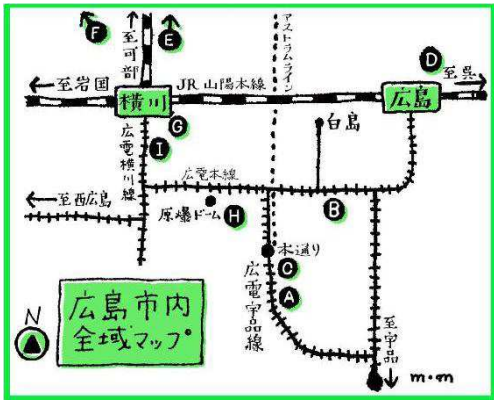 F
至可部
E
アストラムライン
D
至岩国
横川
JR山陽本線
広島
至呉
G
白島
広電横川線
I
広電本線
至西広島
原爆ドーム
H
B
本通り
C
広電宇品線
A
広島市内
全域マップ
N
至宇品
m・m